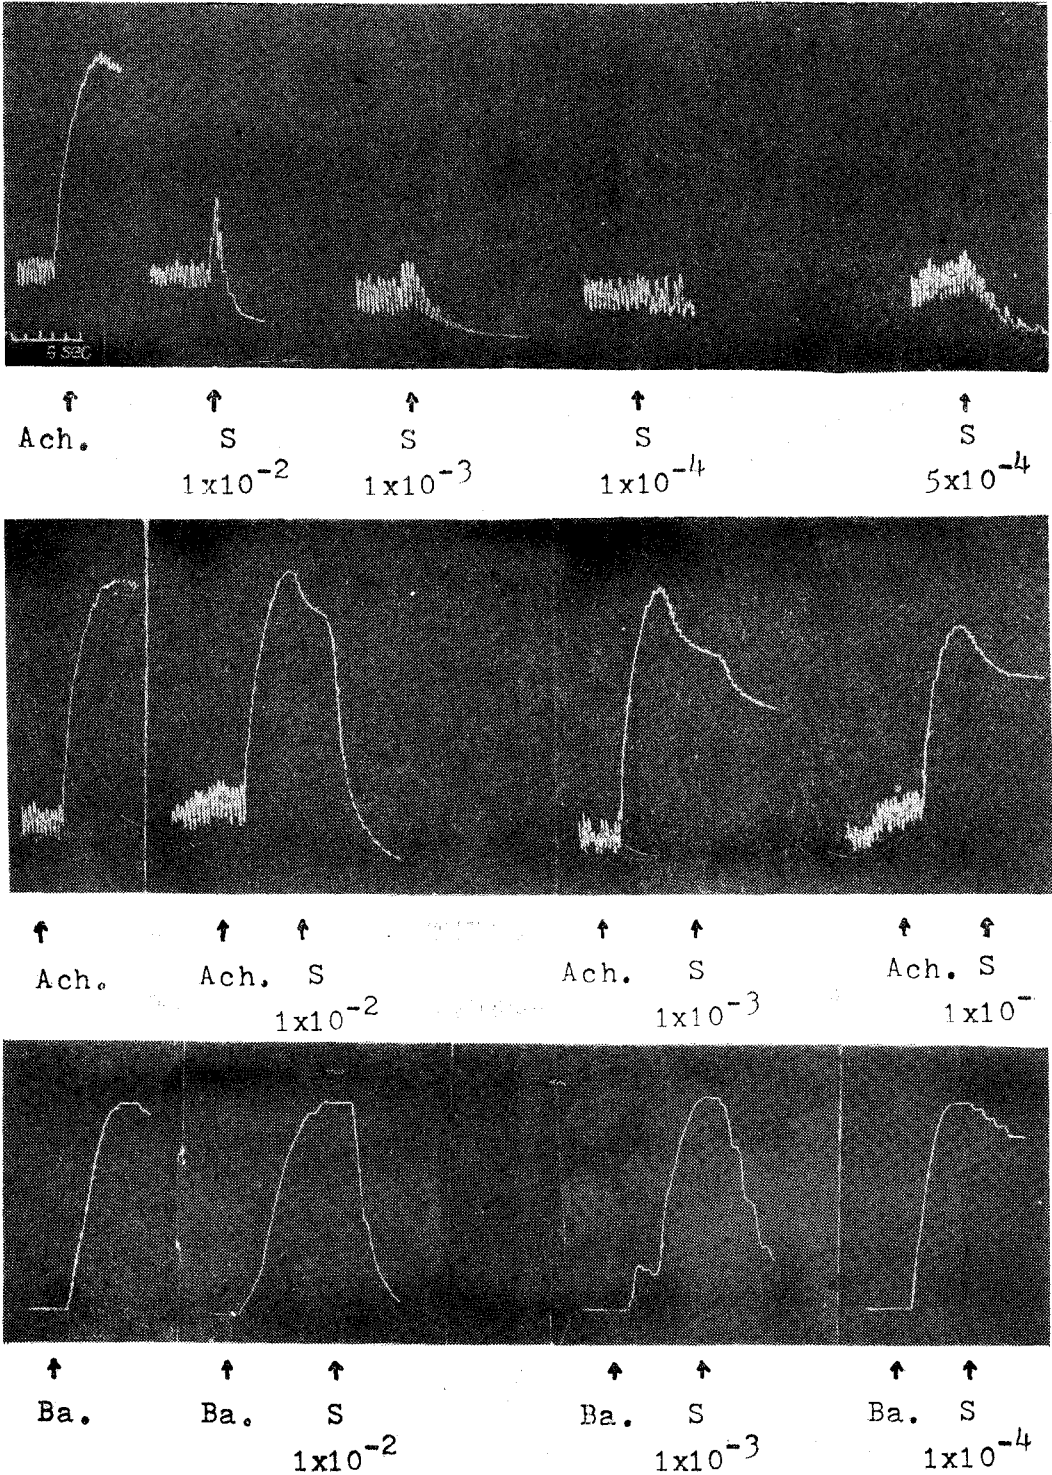 5 SEC
Ach. S S S S
1x10⁻² 1x10⁻³ 1x10⁻⁴ 5x10⁻⁴
Ach. Ach. S Ach. S Ach. S
1x10⁻² 1x10⁻³ 1x10⁻
Ba. Ba. S Ba. S Ba. S
1x10⁻² 1x10⁻³ 1x10⁻⁴